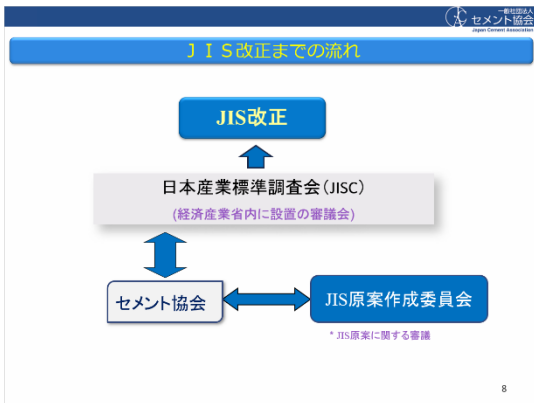 一般社団法人
セメント協会
Japan Cement Association
JIS改正までの流れ
JIS改正
日本産業標準調査会（JISC）
(経済産業省内に設置の審議会)
セメント協会
JIS原案作成委員会
* JIS原案に関する審議
8